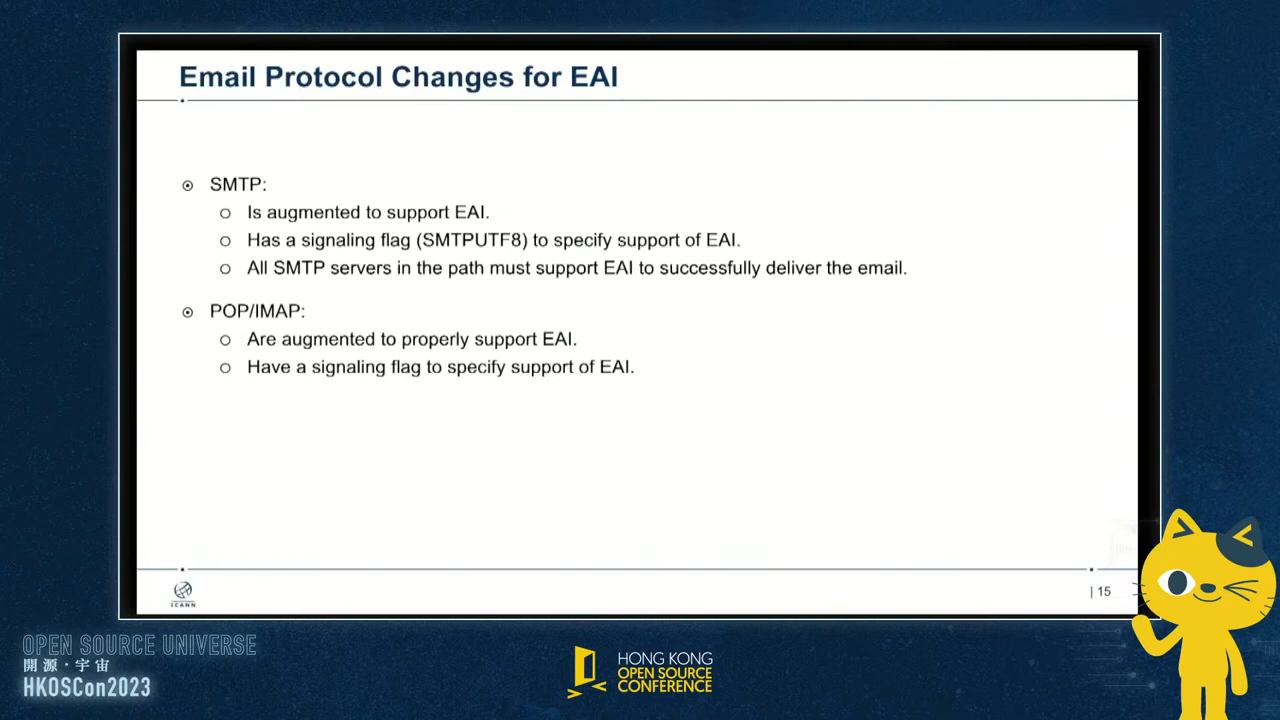 Email Protocol Changes for EAI
SMTP:
Is augmented to support EAI.
Has a signaling flag (SMTPUTF8) to specify support of EAI.
All SMTP servers in the path must support EAI to successfully deliver the email.
POP/IMAP:
Are augmented to properly support EAI.
Have a signaling flag to specify support of EAI.
ICANN
| 15
OPEN SOURCE UNIVERSE
開源·宇宙
HKOSCon2023
HONG KONG
OPEN SOURCE
CONFERENCE